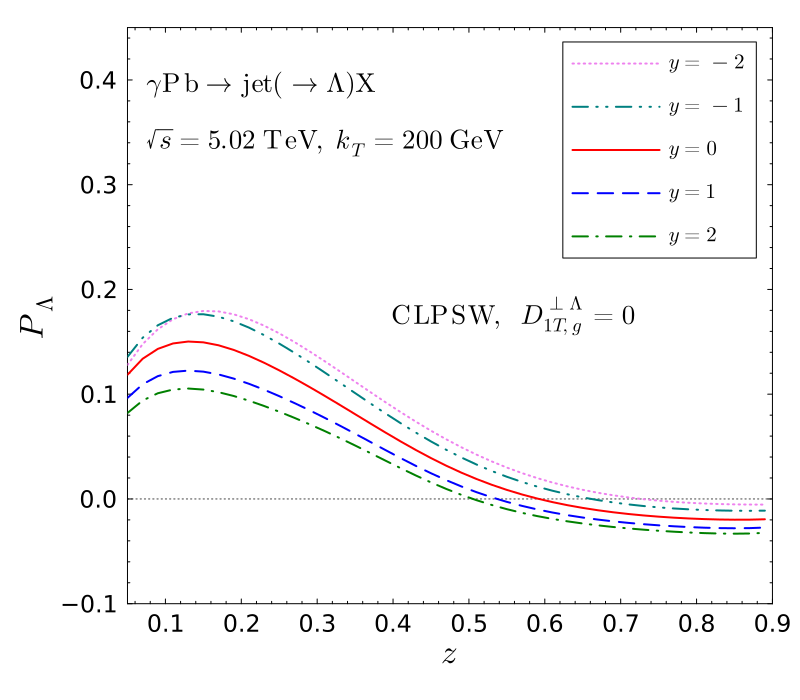 γPb → jet( → Λ)X
√s = 5.02 TeV, k_T = 200 GeV
y = − 2
y = − 1
y = 0
y = 1
y = 2
CLPSW, D_{1T,g}^{⊥Λ} = 0
P_Λ
0.4
0.3
0.2
0.1
0.0
−0.1
0.1 0.2 0.3 0.4 0.5 0.6 0.7 0.8 0.9
z